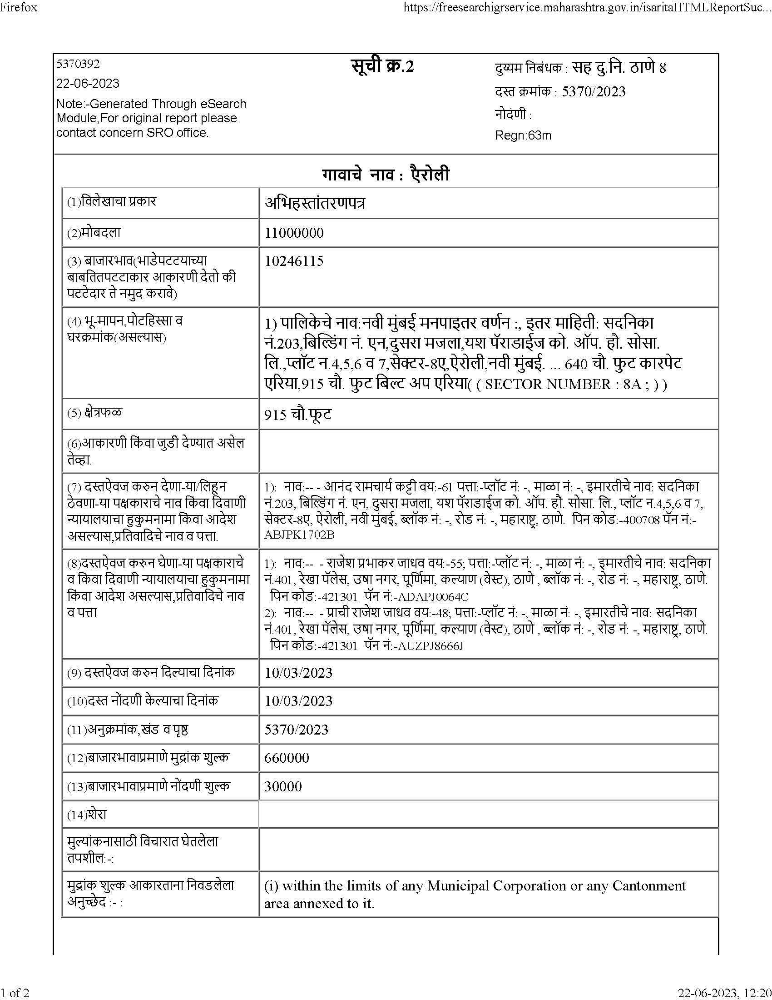 Firefox
https://freesearchigrservice.maharashtra.gov.in/isaritaHTMLReportSuc...
5370392
22-06-2023
Note:-Generated Through eSearch
Module,For original report please
contact concern SRO office.
सूची क्र.2
दुय्यम निबंधक : सह दु.नि. ठाणे 8
दस्त क्रमांक : 5370/2023
नोदंणी :
Regn:63m
गावाचे नाव : ऐरोली
(1)विलेखाचा प्रकार
अभिहस्तांतरणपत्र
(2)मोबदला
11000000
(3) बाजारभाव(भाडेपटटयाच्या
बाबतितपटटाकार आकारणी देतो की
पटटेदार ते नमुद करावे)
10246115
(4) भू-मापन,पोटहिस्सा व
घरक्रमांक(असल्यास)
1) पालिकेचे नाव:नवी मुंबई मनपाइतर वर्णन :, इतर माहिती: सदनिका
नं.203,बिल्डिंग नं. एन,दुसरा मजला,यश पॅराडाईज को. ऑप. हौ. सोसा.
लि.,प्लॉट न.4,5,6 व 7,सेक्टर-8ए,ऐरोली,नवी मुंबई. ... 640 चौ. फुट कारपेट
एरिया,915 चौ. फुट बिल्ट अप एरिया( ( SECTOR NUMBER : 8A ; ) )
(5) क्षेत्रफळ
915 चौ.फूट
(6)आकारणी किंवा जुडी देण्यात असेल
तेव्हा.
(7) दस्तऐवज करुन देणा-या/लिहून
ठेवणा-या पक्षकाराचे नाव किंवा दिवाणी
न्यायालयाचा हुकुमनामा किंवा आदेश
असल्यास,प्रतिवादिचे नाव व पत्ता.
1): नाव:-- - आनंद रामचार्य कट्टी वय:-61 पत्ता:-प्लॉट नं: -, माळा नं: -, इमारतीचे नाव: सदनिका
नं.203, बिल्डिंग नं. एन, दुसरा मजला, यश पॅराडाईज को. ऑप. हौ. सोसा. लि., प्लॉट न.4,5,6 व 7,
सेक्टर-8ए, ऐरोली, नवी मुंबई, ब्लॉक नं: -, रोड नं: -, महाराष्ट्र, ठाणे. पिन कोड:-400708 पॅन नं:-
ABJPK1702B
(8)दस्तऐवज करुन घेणा-या पक्षकाराचे
व किंवा दिवाणी न्यायालयाचा हुकुमनामा
किंवा आदेश असल्यास,प्रतिवादिचे नाव
व पत्ता
1): नाव:-- - राजेश प्रभाकर जाधव वय:-55; पत्ता:-प्लॉट नं: -, माळा नं: -, इमारतीचे नाव: सदनिका
नं.401, रेखा पॅलेस, उषा नगर, पूर्णिमा, कल्याण (वेस्ट), ठाणे , ब्लॉक नं: -, रोड नं: -, महाराष्ट्र, ठाणे.
पिन कोड:-421301 पॅन नं:-ADAPJ0064C
2): नाव:-- - प्राची राजेश जाधव वय:-48; पत्ता:-प्लॉट नं: -, माळा नं: -, इमारतीचे नाव: सदनिका
नं.401, रेखा पॅलेस, उषा नगर, पूर्णिमा, कल्याण (वेस्ट), ठाणे , ब्लॉक नं: -, रोड नं: -, महाराष्ट्र, ठाणे.
पिन कोड:-421301 पॅन नं:-AUZPJ8666J
(9) दस्तऐवज करुन दिल्याचा दिनांक
10/03/2023
(10)दस्त नोंदणी केल्याचा दिनांक
10/03/2023
(11)अनुक्रमांक,खंड व पृष्ठ
5370/2023
(12)बाजारभावाप्रमाणे मुद्रांक शुल्क
660000
(13)बाजारभावाप्रमाणे नोंदणी शुल्क
30000
(14)शेरा
मुल्यांकनासाठी विचारात घेतलेला
तपशील:-:
मुद्रांक शुल्क आकारताना निवडलेला
अनुच्छेद :- :
(i) within the limits of any Municipal Corporation or any Cantonment
area annexed to it.
1 of 2
22-06-2023, 12:20